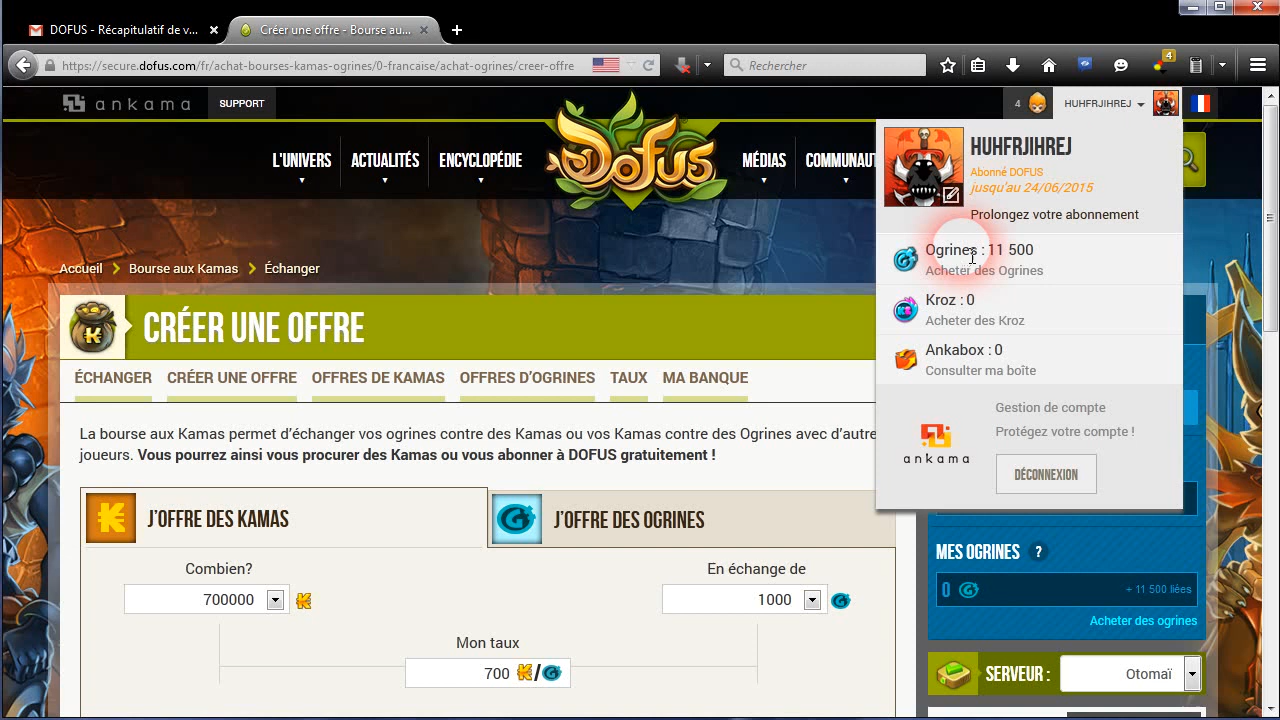 DOFUS - Récapitulatif de v... × Créer une offre - Bourse au... × +
https://secure.dofus.com/fr/achat-bourses-kamas-ogrines/0-francaise/achat-ogrines/creer-offre
Rechercher
4
ankama
SUPPORT
4
HUHFRJIHREJ
L'UNIVERS
ACTUALITÉS
ENCYCLOPÉDIE
DOFUS
MÉDIAS
COMMUNAUT
HUHFRJIHREJ
Abonné DOFUS
jusqu'au 24/06/2015
Prolongez votre abonnement
Ogrines : 11 500
Acheter des Ogrines
Kroz : 0
Acheter des Kroz
Ankabox : 0
Consulter ma boîte
Gestion de compte
Protégez votre compte !
ankama
DÉCONNEXION
Accueil > Bourse aux Kamas > Échanger
CRÉER UNE OFFRE
ÉCHANGER CRÉER UNE OFFRE OFFRES DE KAMAS OFFRES D'OGRINES TAUX MA BANQUE
La bourse aux Kamas permet d'échanger vos ogrines contre des Kamas ou vos Kamas contre des Ogrines avec d'autre
joueurs. Vous pourrez ainsi vous procurer des Kamas ou vous abonner à DOFUS gratuitement !
J'OFFRE DES KAMAS
J'OFFRE DES OGRINES
Combien?
En échange de
700000
1000
Mon taux
700 /
MES OGRINES ?
0
+ 11 500 liées
Acheter des ogrines
SERVEUR :
Otomaï